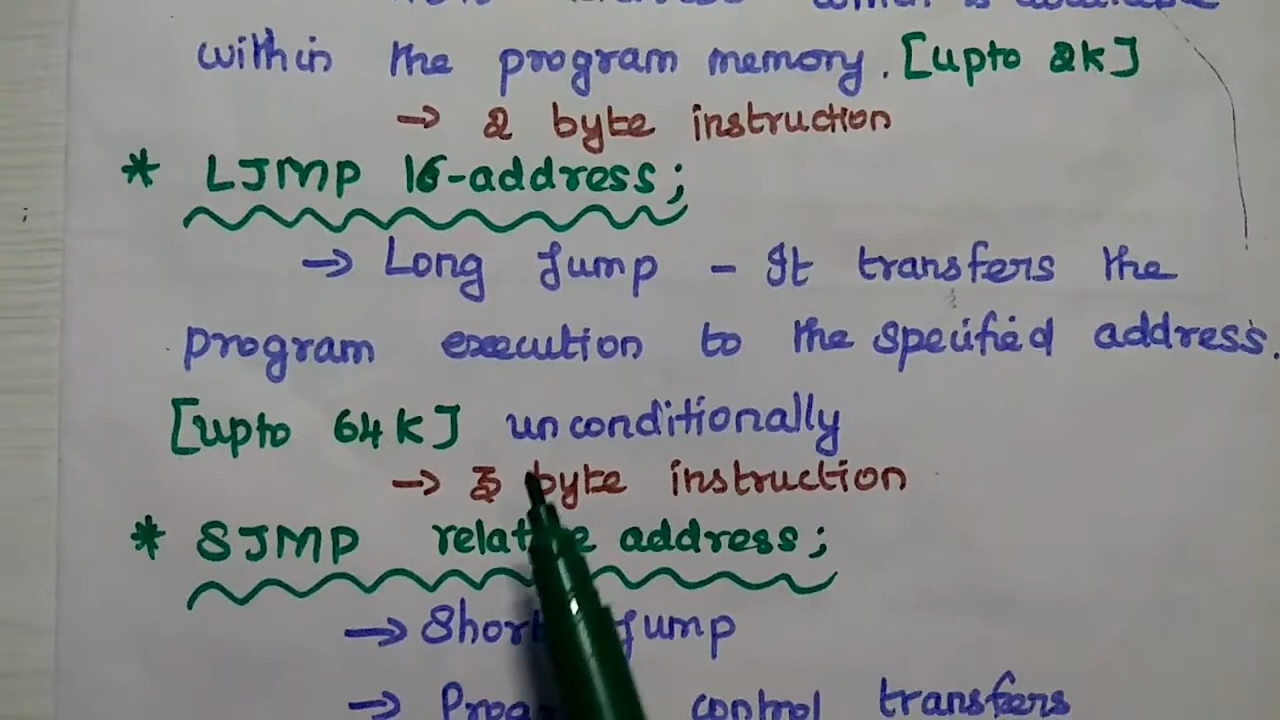 within the program memory. [upto 2K]
→ 2 byte instruction
* LJMP 16-address;
→ Long Jump - It transfers the
program execution to the specified address.
[upto 64K] unconditionally
→ 3 byte instruction
* SJMP relative address;
→ Short Jump
→ control transfers